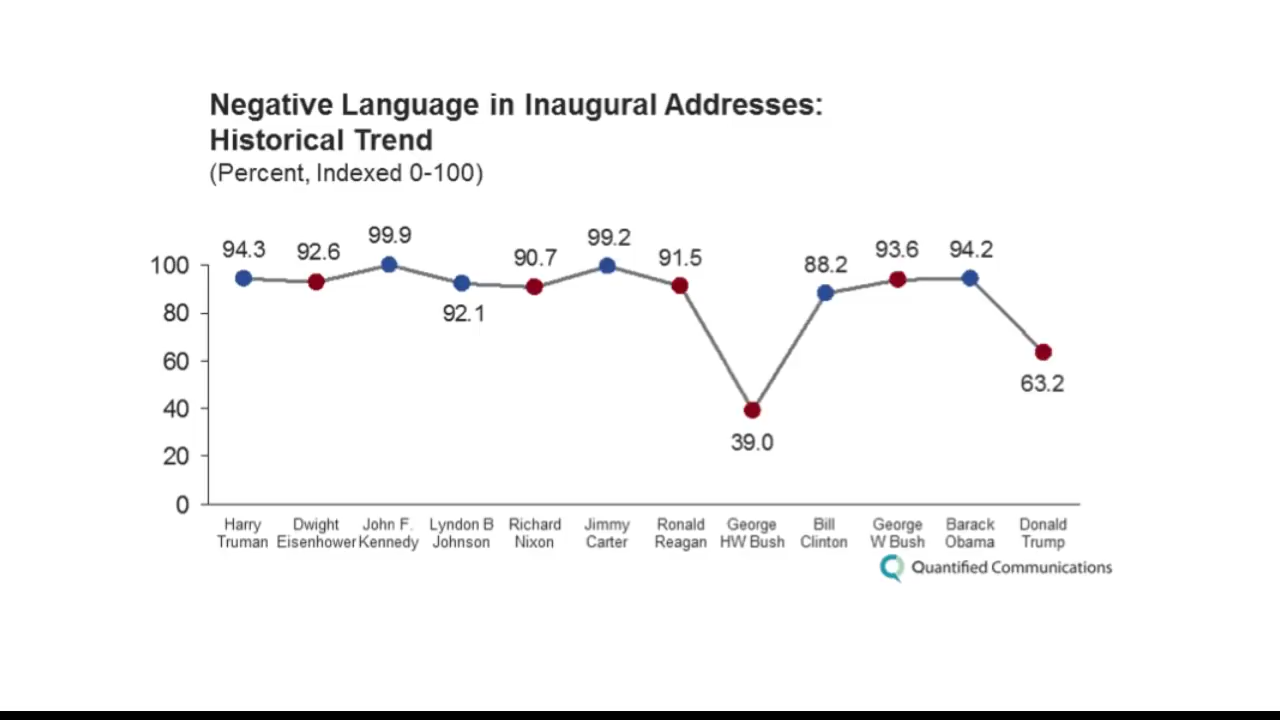 Negative Language in Inaugural Addresses:
Historical Trend
(Percent, Indexed 0-100)
94.3
92.6
99.9
92.1
90.7
99.2
91.5
39.0
88.2
93.6
94.2
63.2
100
80
60
40
20
0
Harry
Truman
Dwight
Eisenhower
John F.
Kennedy
Lyndon B
Johnson
Richard
Nixon
Jimmy
Carter
Ronald
Reagan
George
HW Bush
Bill
Clinton
George
W Bush
Barack
Obama
Donald
Trump
Quantified Communications